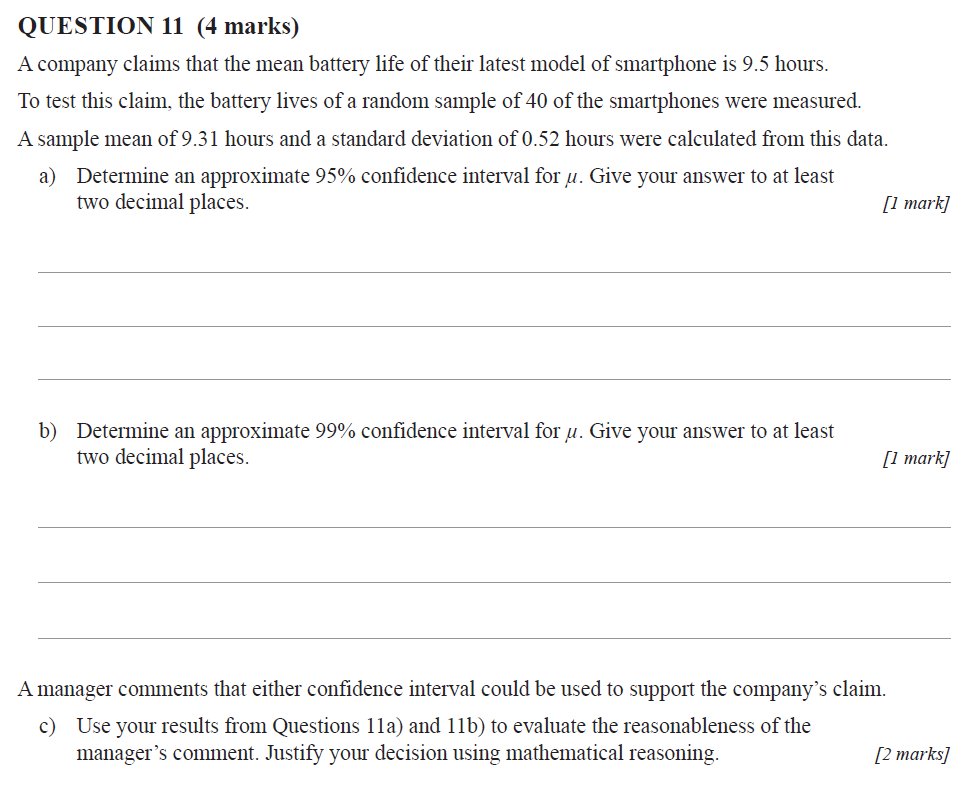 QUESTION 11 (4 marks)
A company claims that the mean battery life of their latest model of smartphone is 9.5 hours.
To test this claim, the battery lives of a random sample of 40 of the smartphones were measured.
A sample mean of 9.31 hours and a standard deviation of 0.52 hours were calculated from this data.
a) Determine an approximate 95% confidence interval for μ. Give your answer to at least
two decimal places. [1 mark]
b) Determine an approximate 99% confidence interval for μ. Give your answer to at least
two decimal places. [1 mark]
A manager comments that either confidence interval could be used to support the company’s claim.
c) Use your results from Questions 11a) and 11b) to evaluate the reasonableness of the
manager’s comment. Justify your decision using mathematical reasoning. [2 marks]